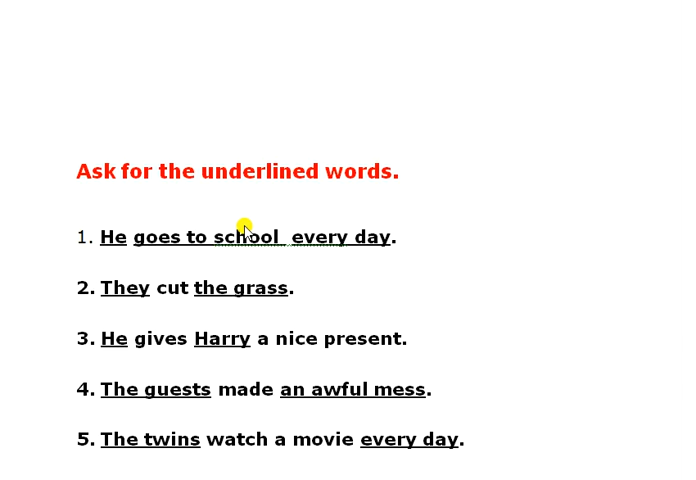 Ask for the underlined words.
1. He goes to school every day.
2. They cut the grass.
3. He gives Harry a nice present.
4. The guests made an awful mess.
5. The twins watch a movie every day.